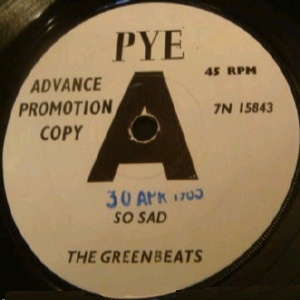 PYE
45 RPM
ADVANCE
PROMOTION
COPY
A
7N 15843
30 APR
SO SAD
THE GREENBEATS